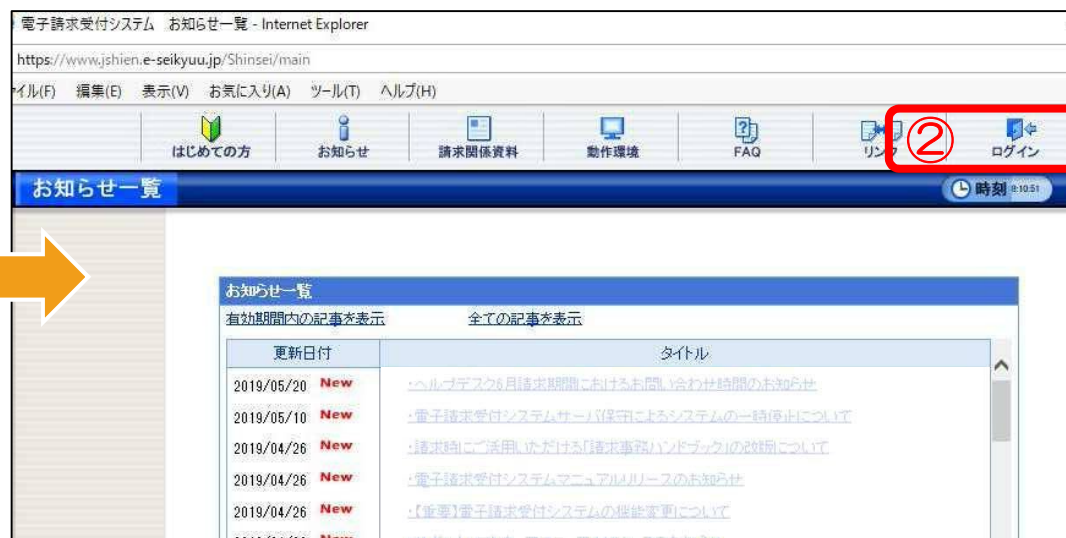 電子請求受付システム　お知らせ一覧 - Internet Explorer
https://www.jshien.e-seikyuu.jp/Shinsei/main
イル(F) 編集(E) 表示(V) お気に入り(A) ツール(T) ヘルプ(H)
はじめての方 お知らせ 請求関係資料 動作環境 FAQ リンク ② ログイン
お知らせ一覧 時刻 8:10:51
お知らせ一覧
有効期間内の記事を表示 全ての記事を表示
更新日付 タイトル
2019/05/20 New ・ヘルプデスク6月請求期間におけるお問い合わせ時間のお知らせ
2019/05/10 New ・電子請求受付システムサーバ保守によるシステムの一時停止について
2019/04/26 New ・請求時にご活用いただける「請求事務ハンドブック」の改版について
2019/04/26 New ・電子請求受付システムマニュアルリリースのお知らせ
2019/04/26 New ・【重要】電子請求受付システムの機能変更について